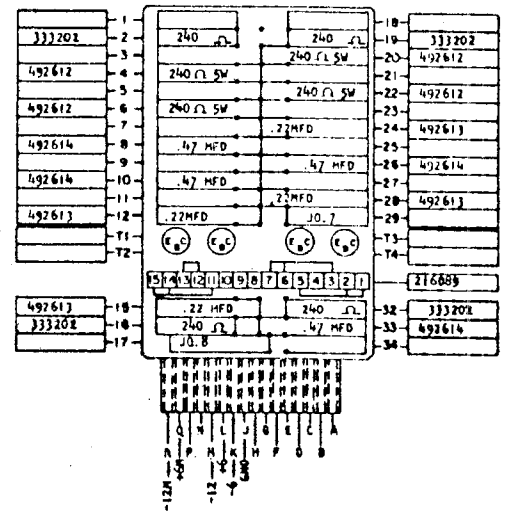 1 18
333202 2 240 Ω 240 Ω 19 333202
3 240 Ω 5W 20 492612
492612 4 240 Ω 5W 21
5 240 Ω 5W 22 492612
492612 6 240 Ω 5W 23
7 .22MFD 24 492613
492614 8 .47 MFD 25
9 .47 MFD 26 492614
492614 10 .47 MFD 27
11 .22MFD 28 492613
492613 12 .22MFD J0.7 29
T1 E B C E B C E B C E B C T3
T2 T4
15 14 13 12 11 10 9 8 7 6 5 4 3 2 1
492613 15 .22 MFD 240 Ω 32 333202
333202 16 240 Ω .47 MFD 33 492614
17 J0.8 34
Q N L J E C A
R P M K H F D B
-12M +6M -12 -6 GND